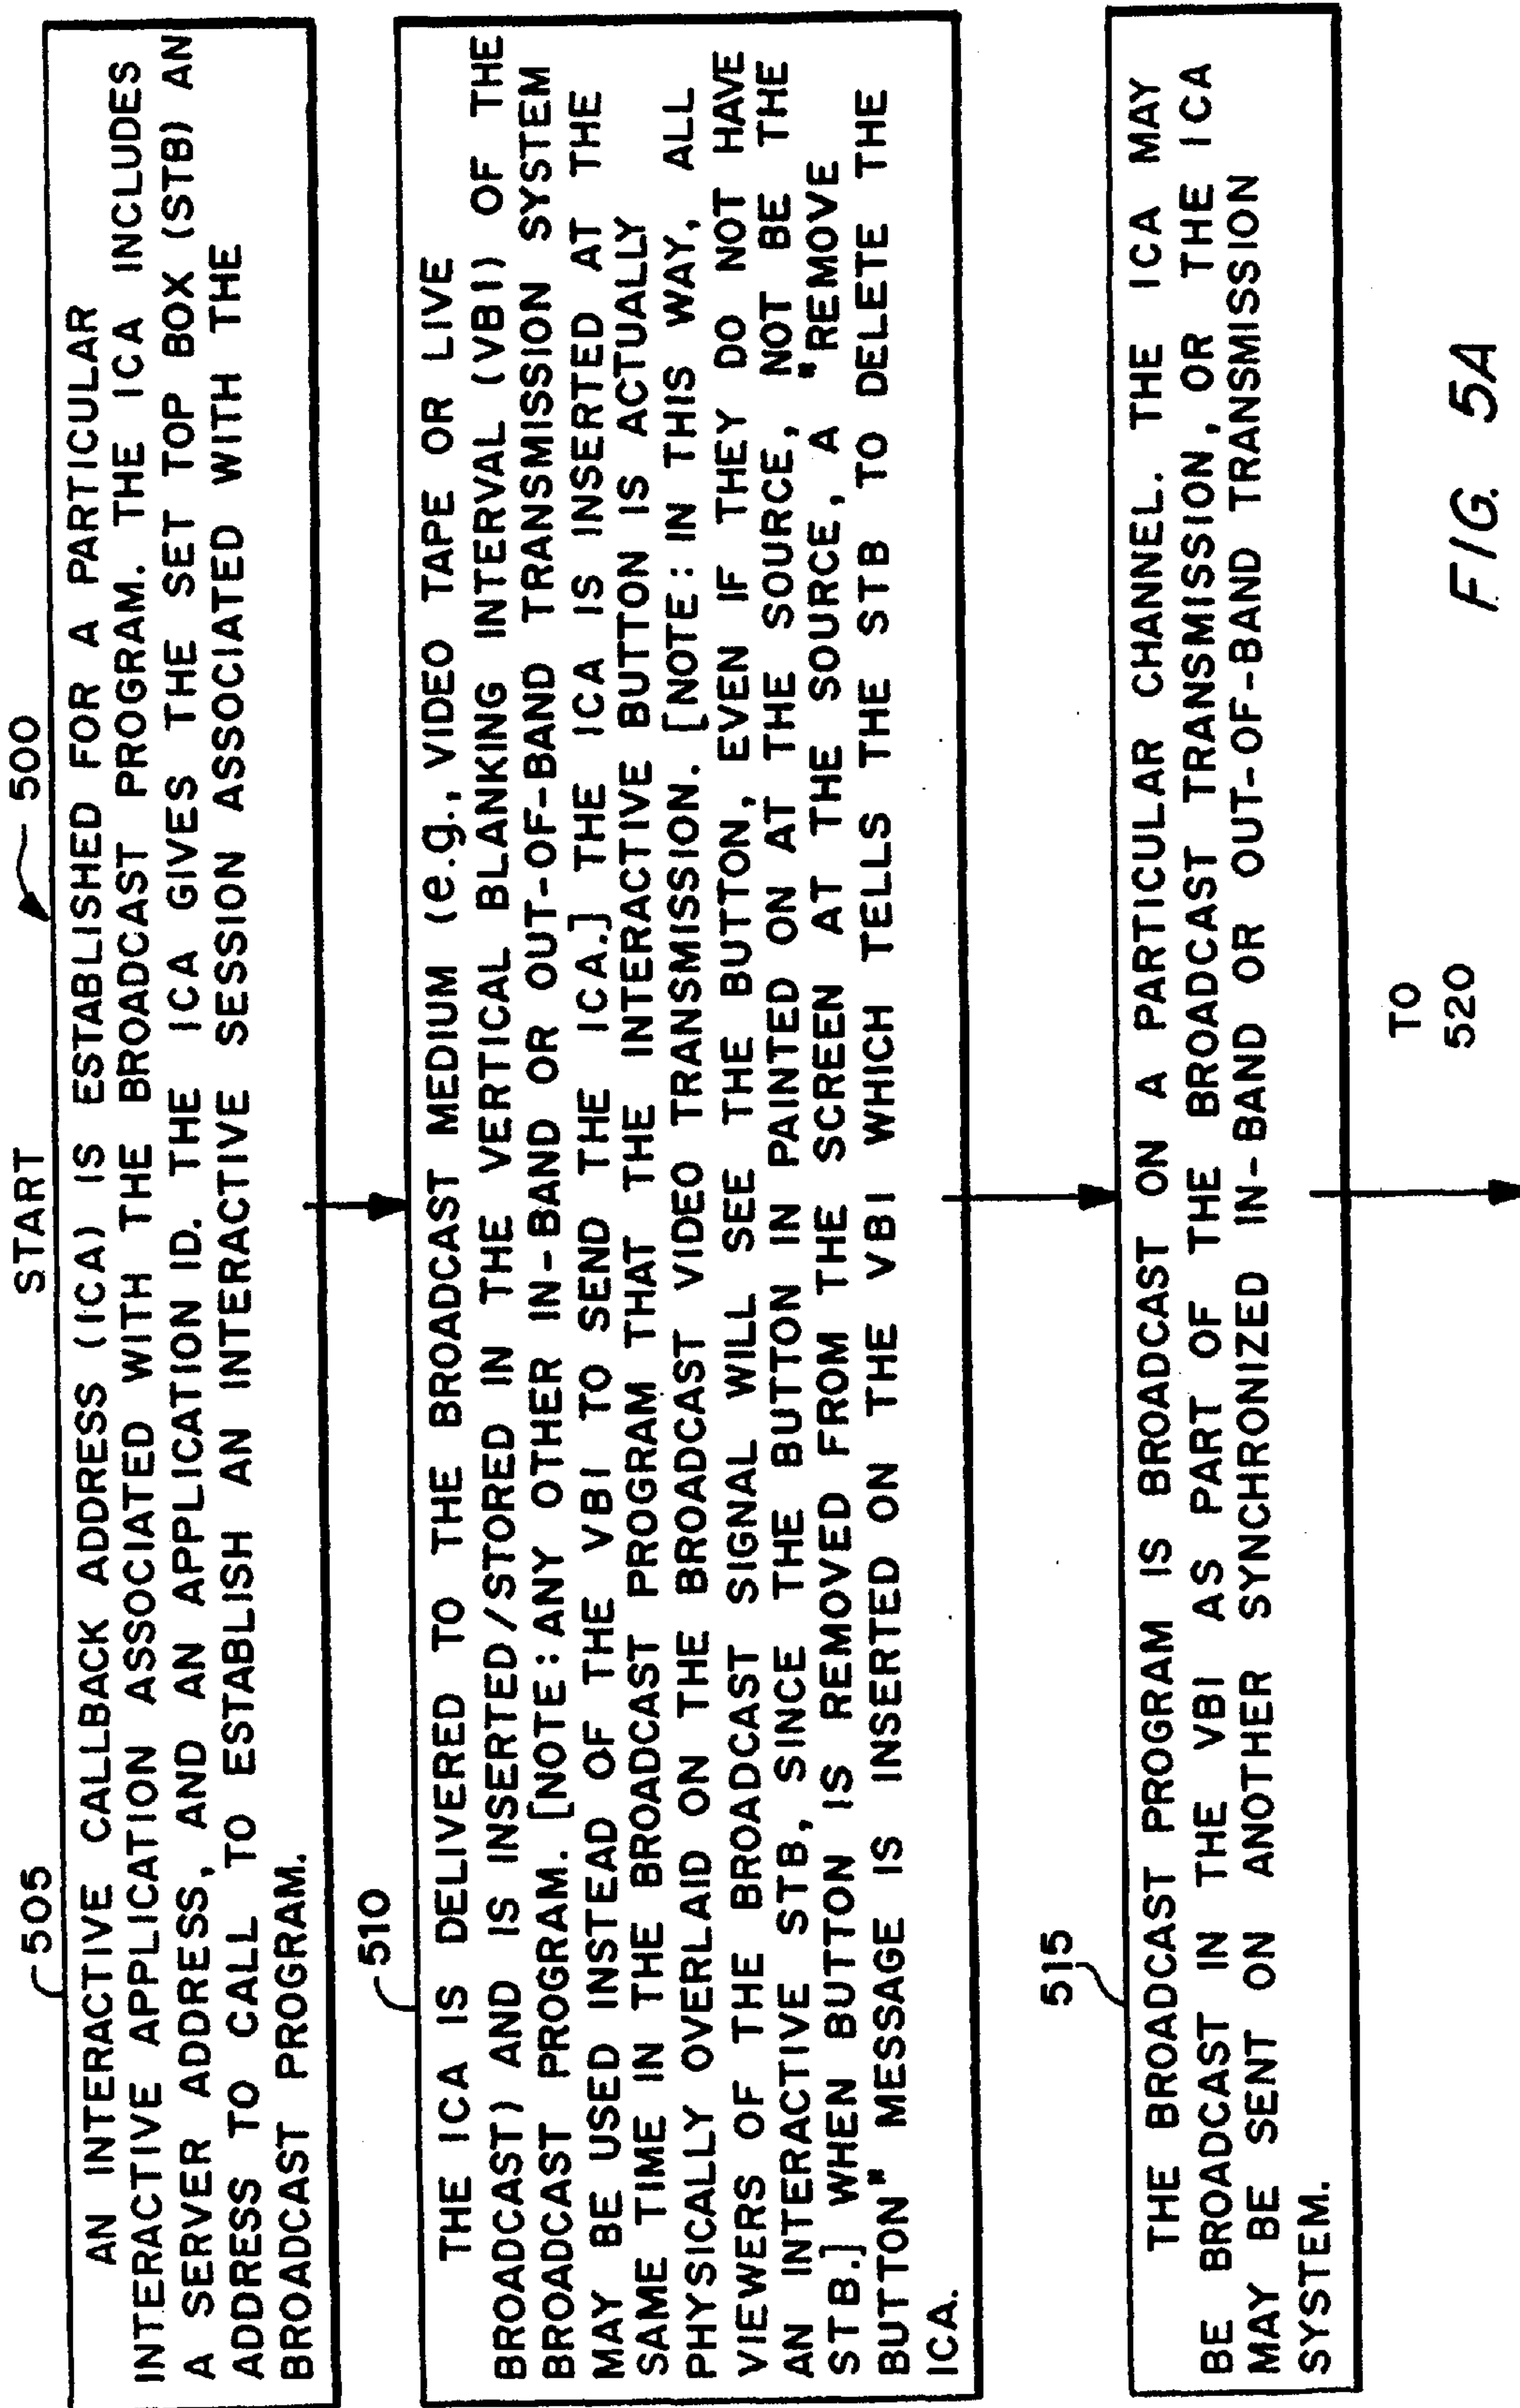 START
500
505
AN INTERACTIVE CALLBACK ADDRESS (ICA) IS ESTABLISHED FOR A PARTICULAR
INTERACTIVE APPLICATION ASSOCIATED WITH THE BROADCAST PROGRAM. THE ICA INCLUDES
A SERVER ADDRESS, AND AN APPLICATION ID. THE ICA GIVES THE SET TOP BOX (STB) AN
ADDRESS TO CALL TO ESTABLISH AN INTERACTIVE SESSION ASSOCIATED WITH THE
BROADCAST PROGRAM.
510
THE ICA IS DELIVERED TO THE BROADCAST MEDIUM (e.g., VIDEO TAPE OR LIVE
BROADCAST) AND IS INSERTED/STORED IN THE VERTICAL BLANKING INTERVAL (VBI) OF THE
BROADCAST PROGRAM. [NOTE: ANY OTHER IN-BAND OR OUT-OF-BAND TRANSMISSION SYSTEM
MAY BE USED INSTEAD OF THE VBI TO SEND THE ICA.] THE ICA IS INSERTED AT THE
SAME TIME IN THE BROADCAST PROGRAM THAT THE INTERACTIVE BUTTON IS ACTUALLY
PHYSICALLY OVERLAID ON THE BROADCAST VIDEO TRANSMISSION. [NOTE: IN THIS WAY, ALL
VIEWERS OF THE BROADCAST SIGNAL WILL SEE THE BUTTON, EVEN IF THEY DO NOT HAVE
AN INTERACTIVE STB, SINCE THE BUTTON IN PAINTED ON AT THE SOURCE, NOT BE THE
STB.] WHEN BUTTON IS REMOVED FROM THE SCREEN AT THE SOURCE, A "REMOVE
BUTTON" MESSAGE IS INSERTED ON THE VBI WHICH TELLS THE STB TO DELETE THE
ICA.
515
THE BROADCAST PROGRAM IS BROADCAST ON A PARTICULAR CHANNEL. THE ICA MAY
BE BROADCAST IN THE VBI AS PART OF THE BROADCAST TRANSMISSION, OR THE ICA
MAY BE SENT ON ANOTHER SYNCHRONIZED IN-BAND OR OUT-OF-BAND TRANSMISSION
SYSTEM.
TO
520
FIG. 5A